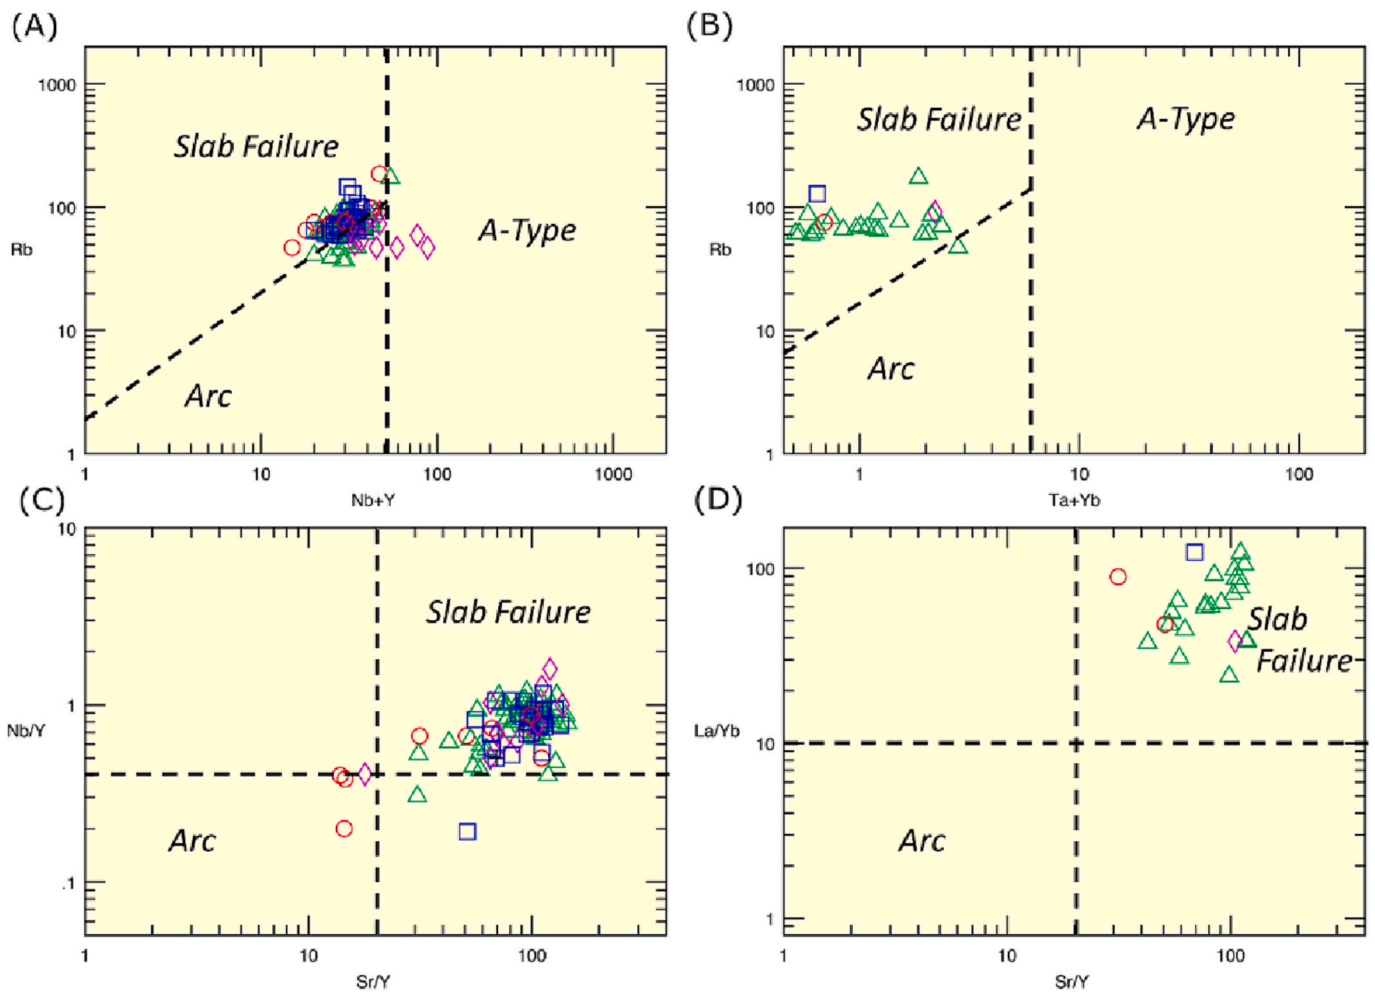 (A)
1000
100
10
1
Rb
Slab Failure
A-Type
Arc
1 10 100 1000
Nb+Y
(B)
1000
100
10
1
Rb
Slab Failure
A-Type
Arc
1 10 100
Ta+Yb
(C)
10
1
.1
Nb/Y
Slab Failure
Arc
1 10 100
Sr/Y
(D)
100
10
1
La/Yb
Slab
Failure
Arc
1 10 100
Sr/Y